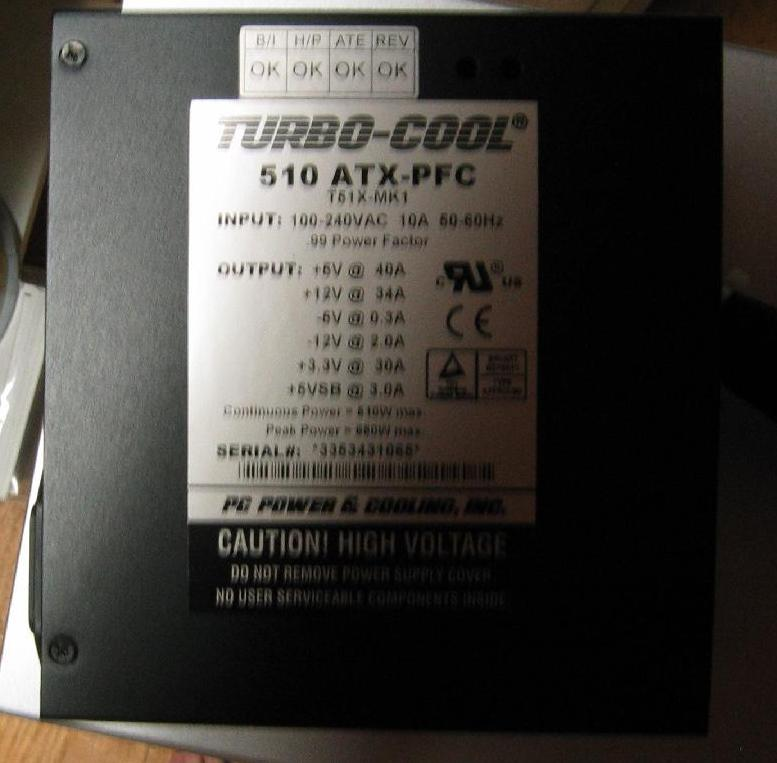 B/I H/P ATE REV
OK OK OK OK
TURBO-COOL®
510 ATX-PFC
T51X-MK1
INPUT: 100-240VAC 10A 50-60Hz
.99 Power Factor
OUTPUT: +5V @ 40A
+12V @ 34A
-5V @ 0.3A
-12V @ 2.0A
+3.3V @ 30A
+5VSB @ 3.0A
c RU® us
CE
Continuous Power = 510W max
Peak Power = 650W max
SERIAL#: *3353431065*
PC POWER & COOLING, INC.
CAUTION! HIGH VOLTAGE
DO NOT REMOVE POWER SUPPLY COVER
NO USER SERVICEABLE COMPONENTS INSIDE